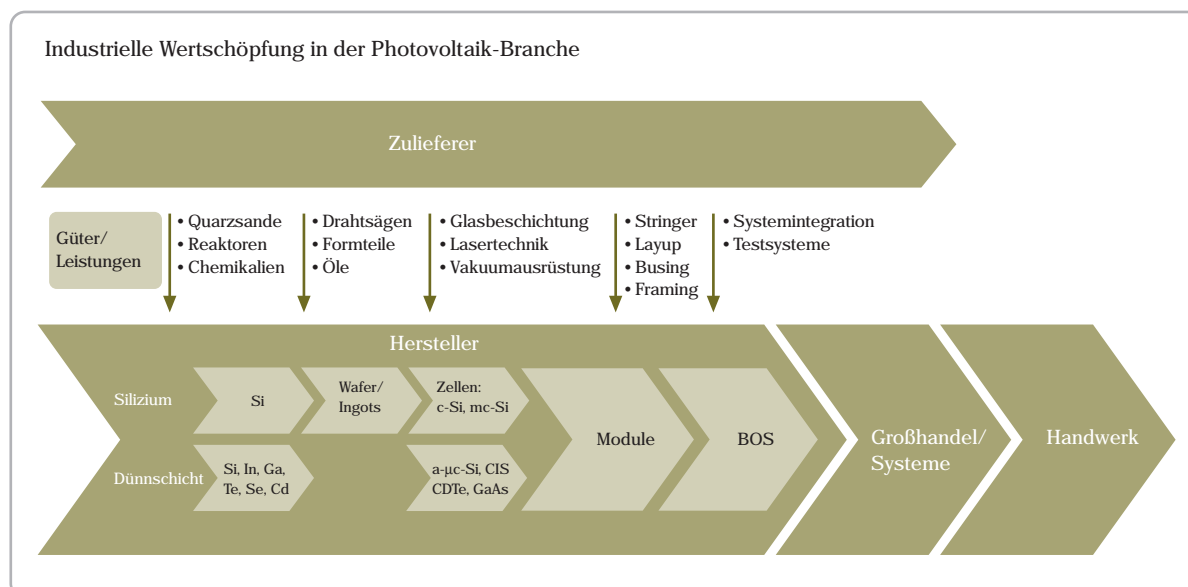 Industrielle Wertschöpfung in der Photovoltaik-Branche
Zulieferer
Güter/
Leistungen
• Quarzsande
• Reaktoren
• Chemikalien
• Drahtsägen
• Formteile
• Öle
• Glasbeschichtung
• Lasertechnik
• Vakuumausrüstung
• Stringer
• Layup
• Busing
• Framing
• Systemintegration
• Testsysteme
Hersteller
Silizium
Si
Wafer/
Ingots
Zellen:
c-Si, mc-Si
Dünnschicht
Si, In, Ga,
Te, Se, Cd
a-µc-Si, CIS
CDTe, GaAs
Module
BOS
Großhandel/
Systeme
Handwerk